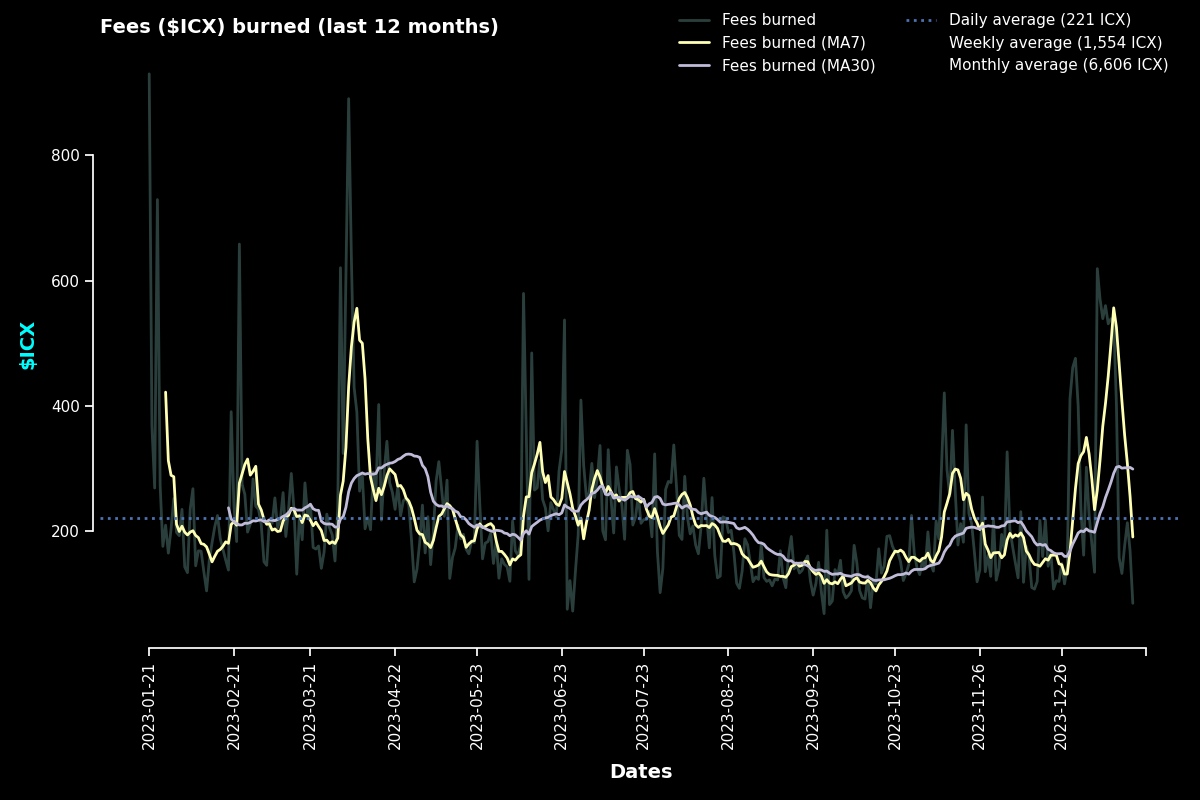 Fees ($ICX) burned (last 12 months)
Fees burned
Fees burned (MA7)
Fees burned (MA30)
Daily average (221 ICX)
Weekly average (1,554 ICX)
Monthly average (6,606 ICX)
800
600
400
200
$ICX
2023-01-21
2023-02-21
2023-03-21
2023-04-22
2023-05-23
2023-06-23
2023-07-23
2023-08-23
2023-09-23
2023-10-23
2023-11-26
2023-12-26
Dates